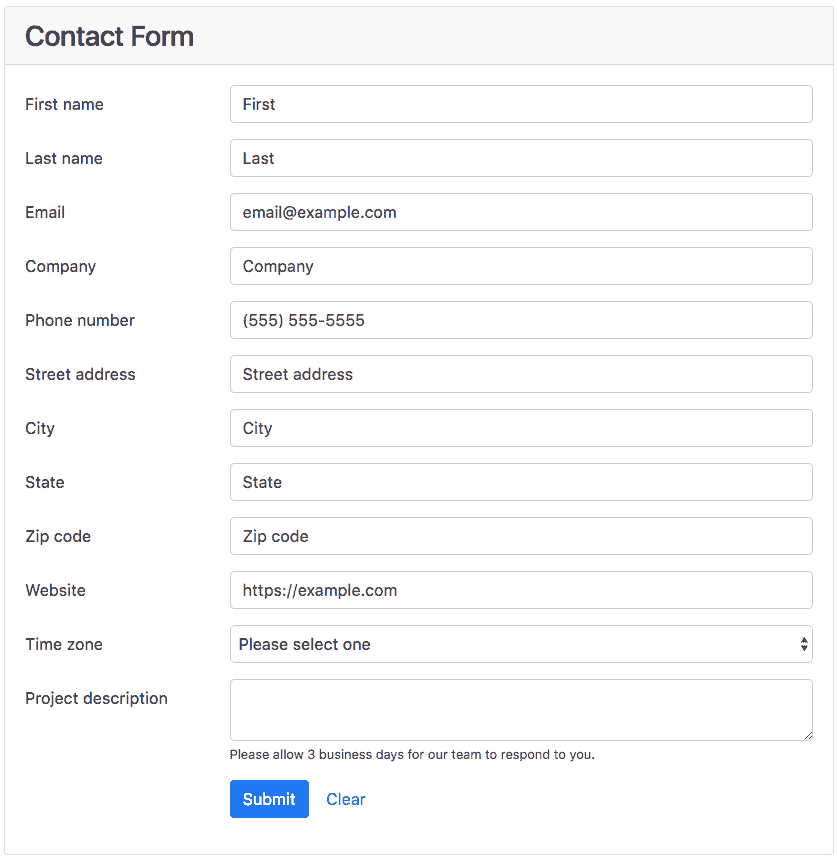 Contact Form
First name First
Last name Last
Email email@example.com
Company Company
Phone number (555) 555-5555
Street address Street address
City City
State State
Zip code Zip code
Website https://example.com
Time zone Please select one
Project description
Please allow 3 business days for our team to respond to you.
Submit Clear